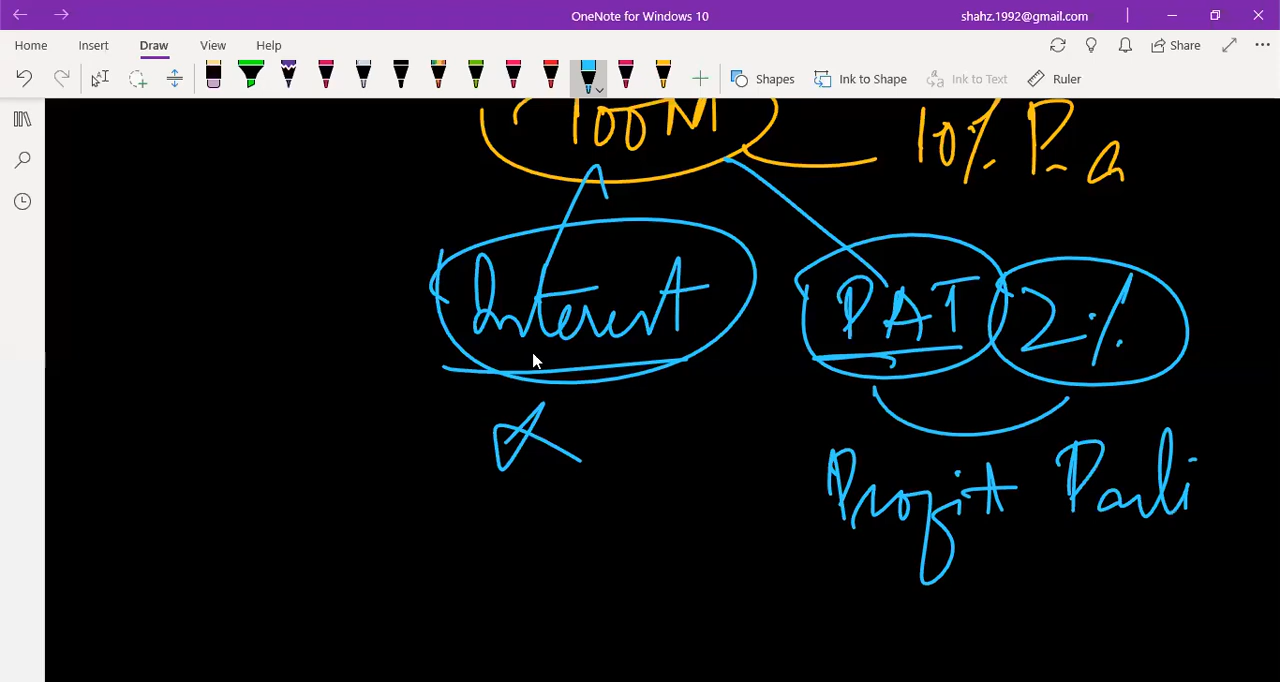 OneNote for Windows 10
shahz.1992@gmail.com
Home Insert Draw View Help
Share
Shapes Ink to Shape Ink to Text Ruler
100M 10% P.a
Interest PAT 2%
Profit Parti